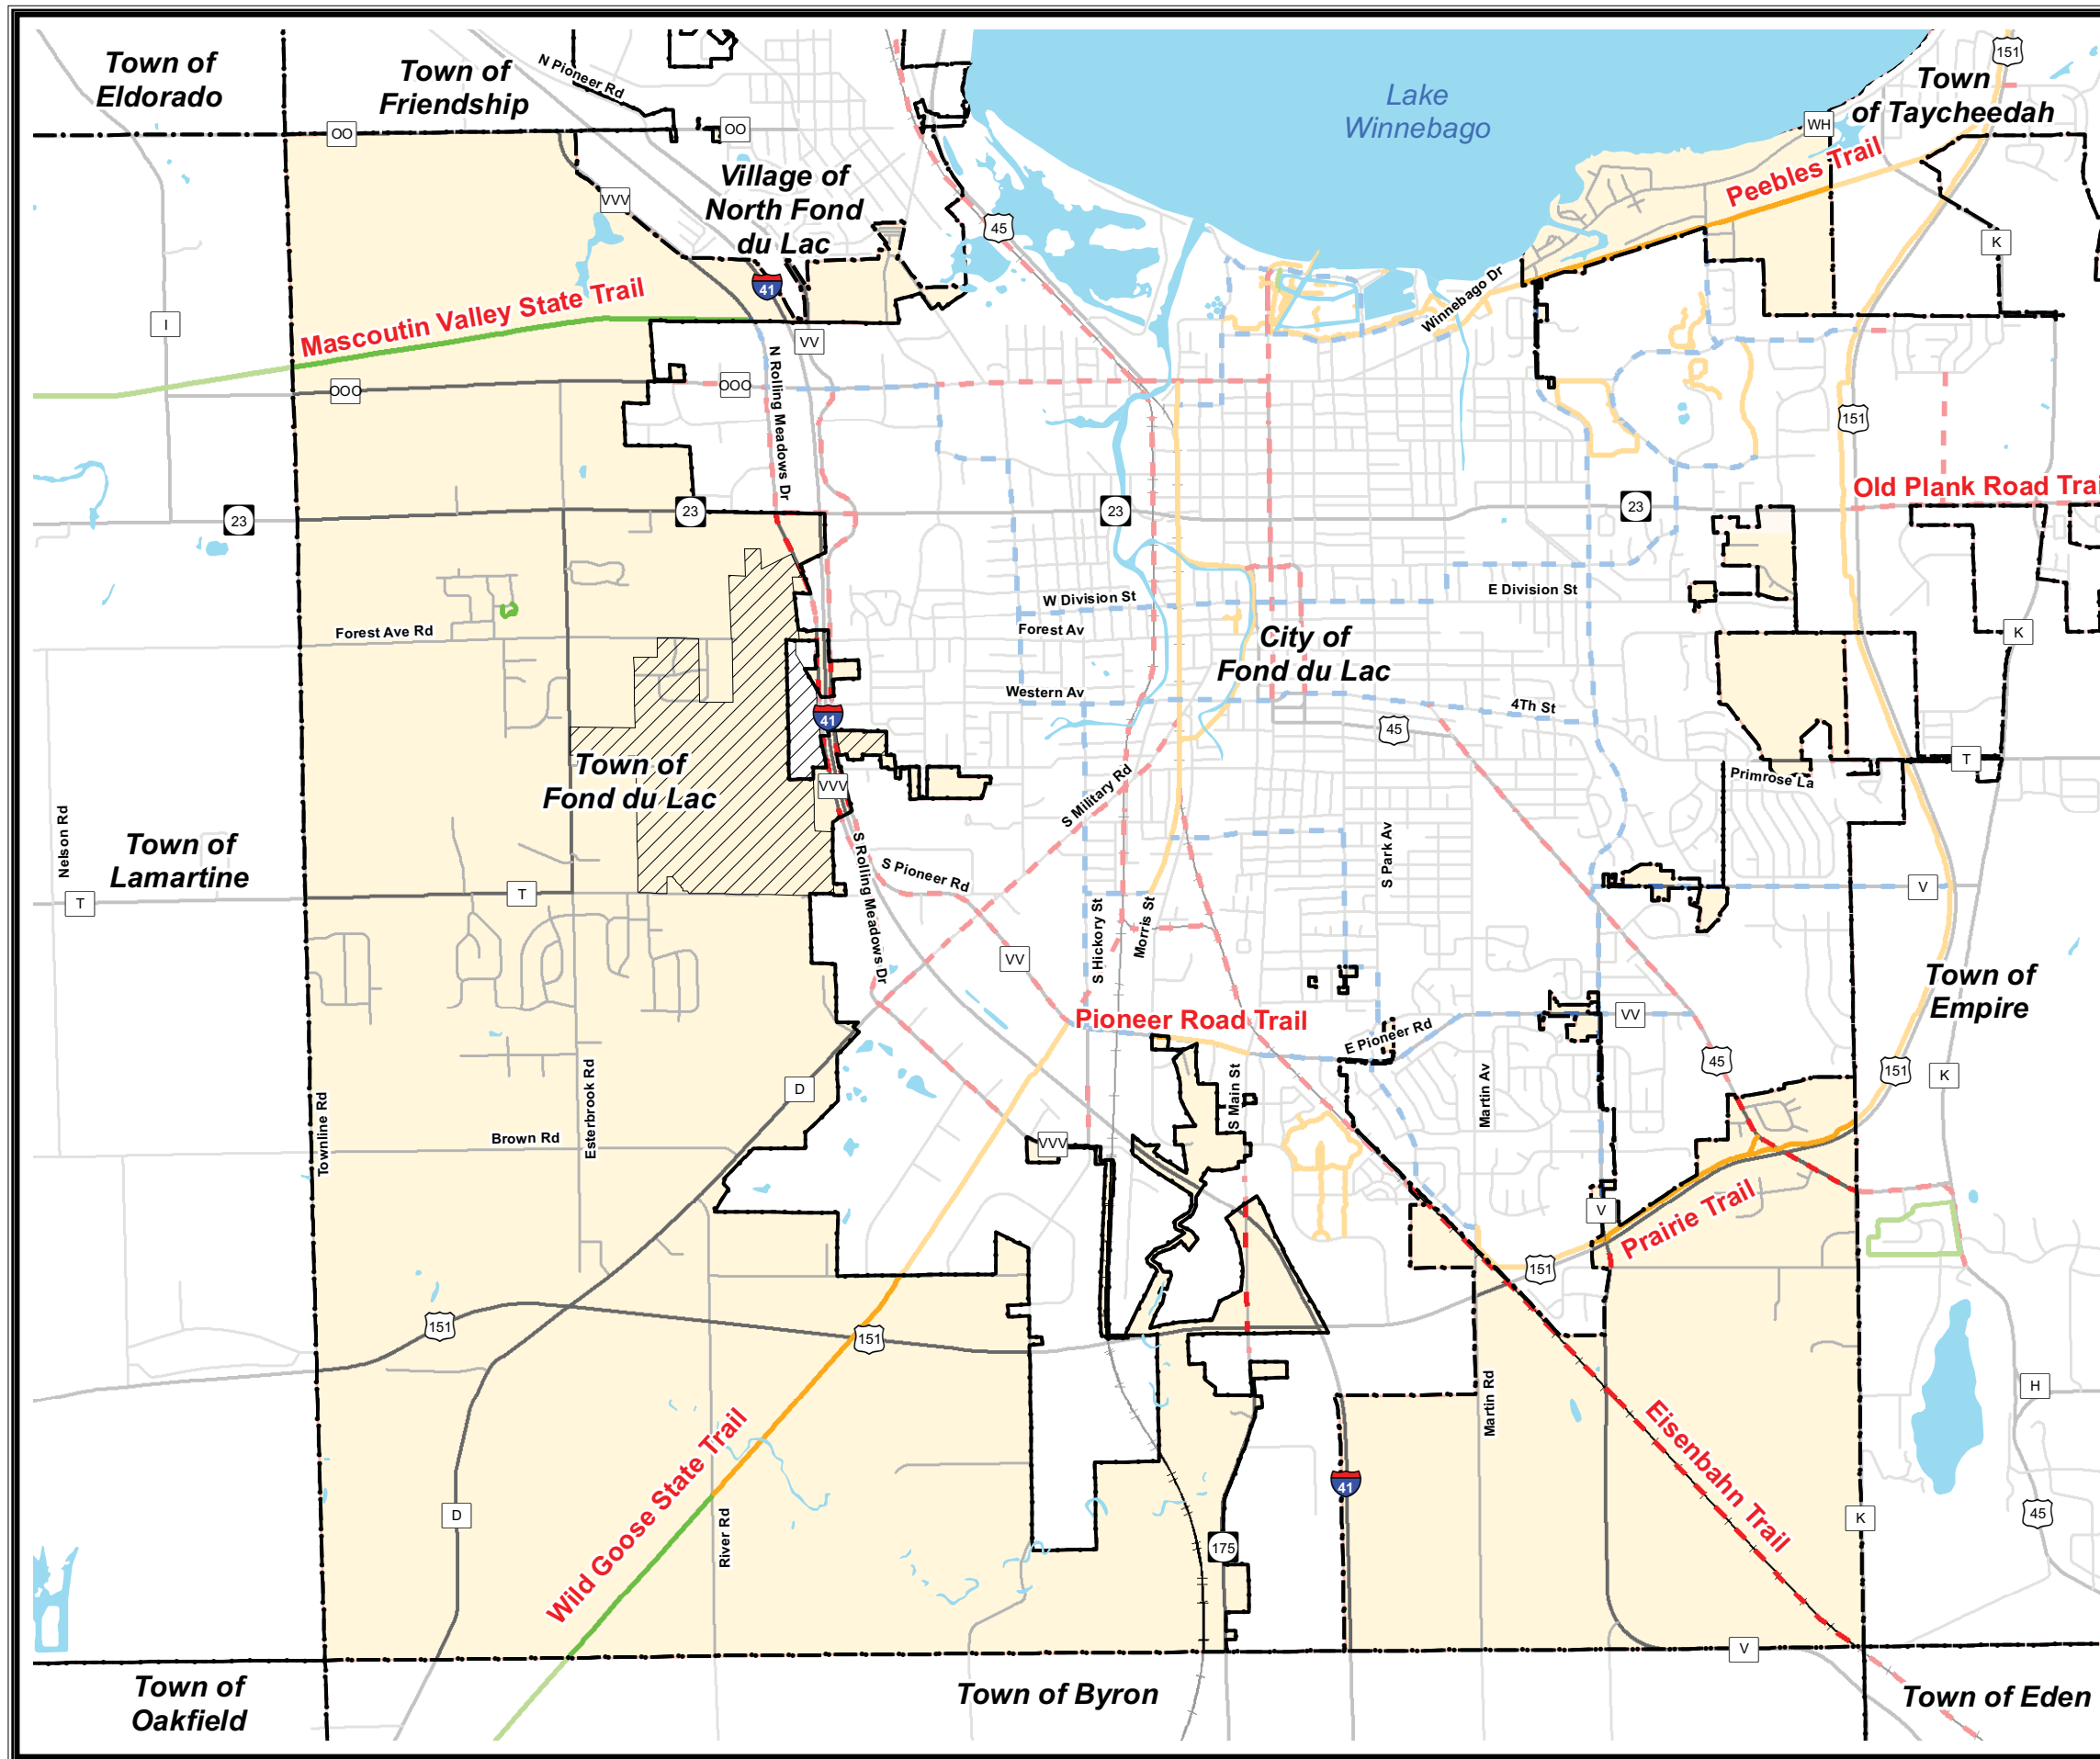 Town of
Eldorado
Town of
Friendship
N Pioneer Rd
151
Town
of Taycheedah
Lake
Winnebago
OO
OO
WH
Village of
North Fond
du Lac
Peebles Trail
VVV
45
K
41
Mascoutin Valley State Trail
Winnebago Dr
I
VV
N Rolling Meadows Dr
OOO
OOO
151
Old Plank Road Trai
23
23
23
23
W Division St
E Division St
Forest Ave Rd
Forest Av
City of
Fond du Lac
K
Western Av
4Th St
41
45
T
Town of
Fond du Lac
VVV
Primrose La
S Military Rd
Nelson Rd
Town of
Lamartine
S Park Av
S Rolling Meadows Dr
S Pioneer Rd
T
T
V
S Hickory St
Morris St
VV
Town of
Empire
Pioneer Road Trail
VV
E Pioneer Rd
45
151
K
D
Esterbrook Rd
Townline Rd
Brown Rd
S Main St
Martin Av
VVV
V
Prairie Trail
151
151
151
Martin Rd
H
Eisenbahn Trail
Wild Goose State Trail
41
D
River Rd
175
K
45
V
Town of
Oakfield
Town of Byron
Town of Eden